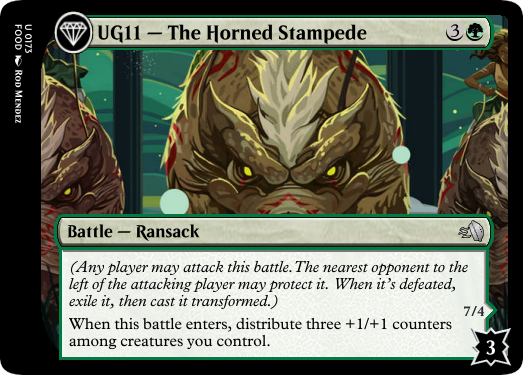 UG11 — The Horned Stampede
3
Battle — Ransack
(Any player may attack this battle. The nearest opponent to the
left of the attacking player may protect it. When it's defeated,
exile it, then cast it transformed.)
When this battle enters, distribute three +1/+1 counters
among creatures you control.
7/4
3
U 0173
FOOD Rod Mendez